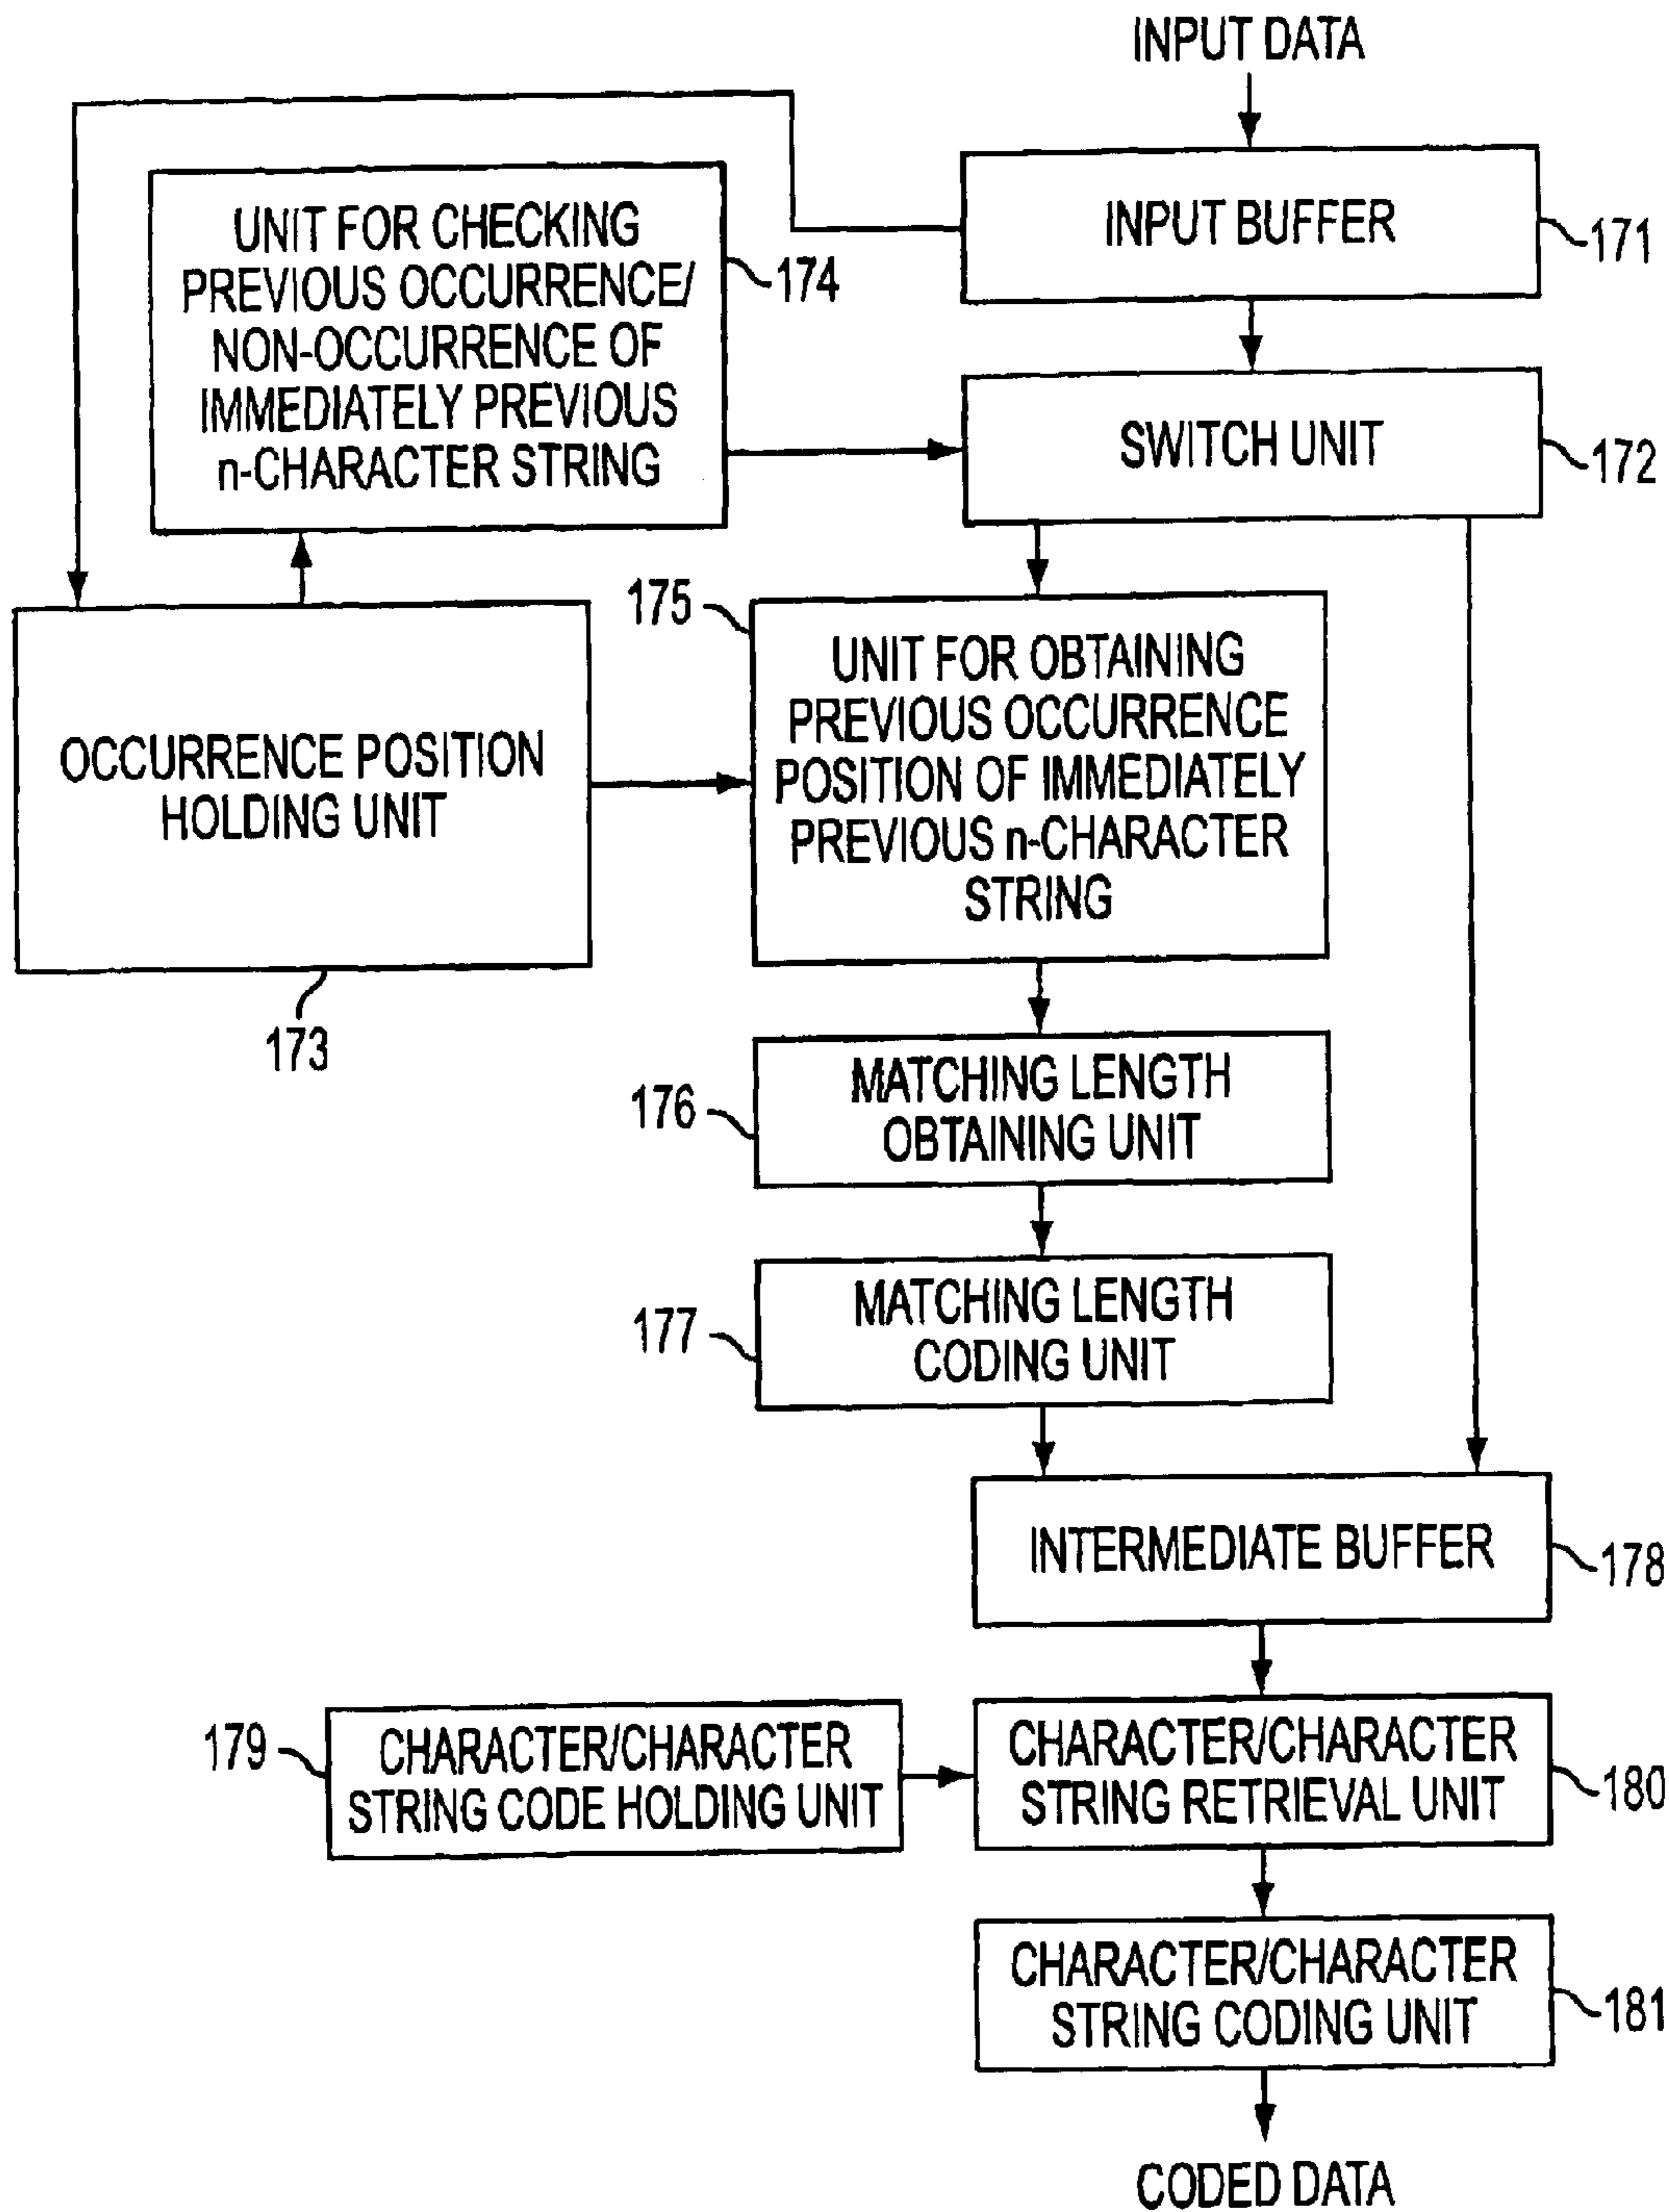 INPUT DATA
INPUT BUFFER
171
UNIT FOR CHECKING
PREVIOUS OCCURRENCE/
NON-OCCURRENCE OF
IMMEDIATELY PREVIOUS
n-CHARACTER STRING
174
SWITCH UNIT
172
OCCURRENCE POSITION
HOLDING UNIT
173
175
UNIT FOR OBTAINING
PREVIOUS OCCURRENCE
POSITION OF IMMEDIATELY
PREVIOUS n-CHARACTER
STRING
176
MATCHING LENGTH
OBTAINING UNIT
177
MATCHING LENGTH
CODING UNIT
INTERMEDIATE BUFFER
178
179
CHARACTER/CHARACTER
STRING CODE HOLDING UNIT
CHARACTER/CHARACTER
STRING RETRIEVAL UNIT
180
CHARACTER/CHARACTER
STRING CODING UNIT
181
CODED DATA